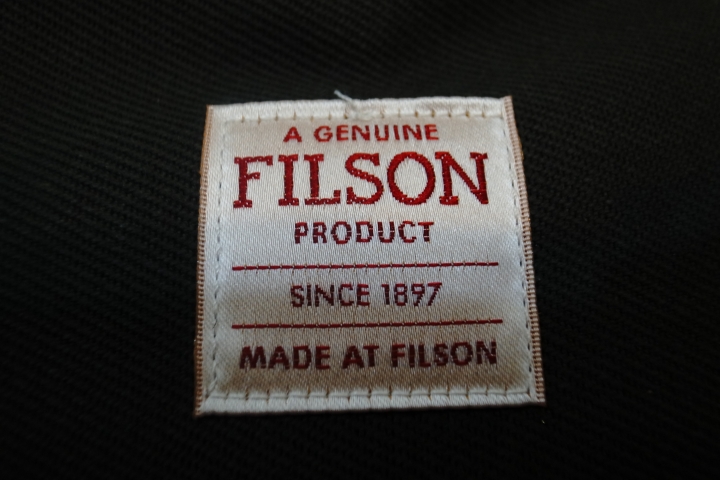 A GENUINE
FILSON
PRODUCT
SINCE 1897
MADE AT FILSON